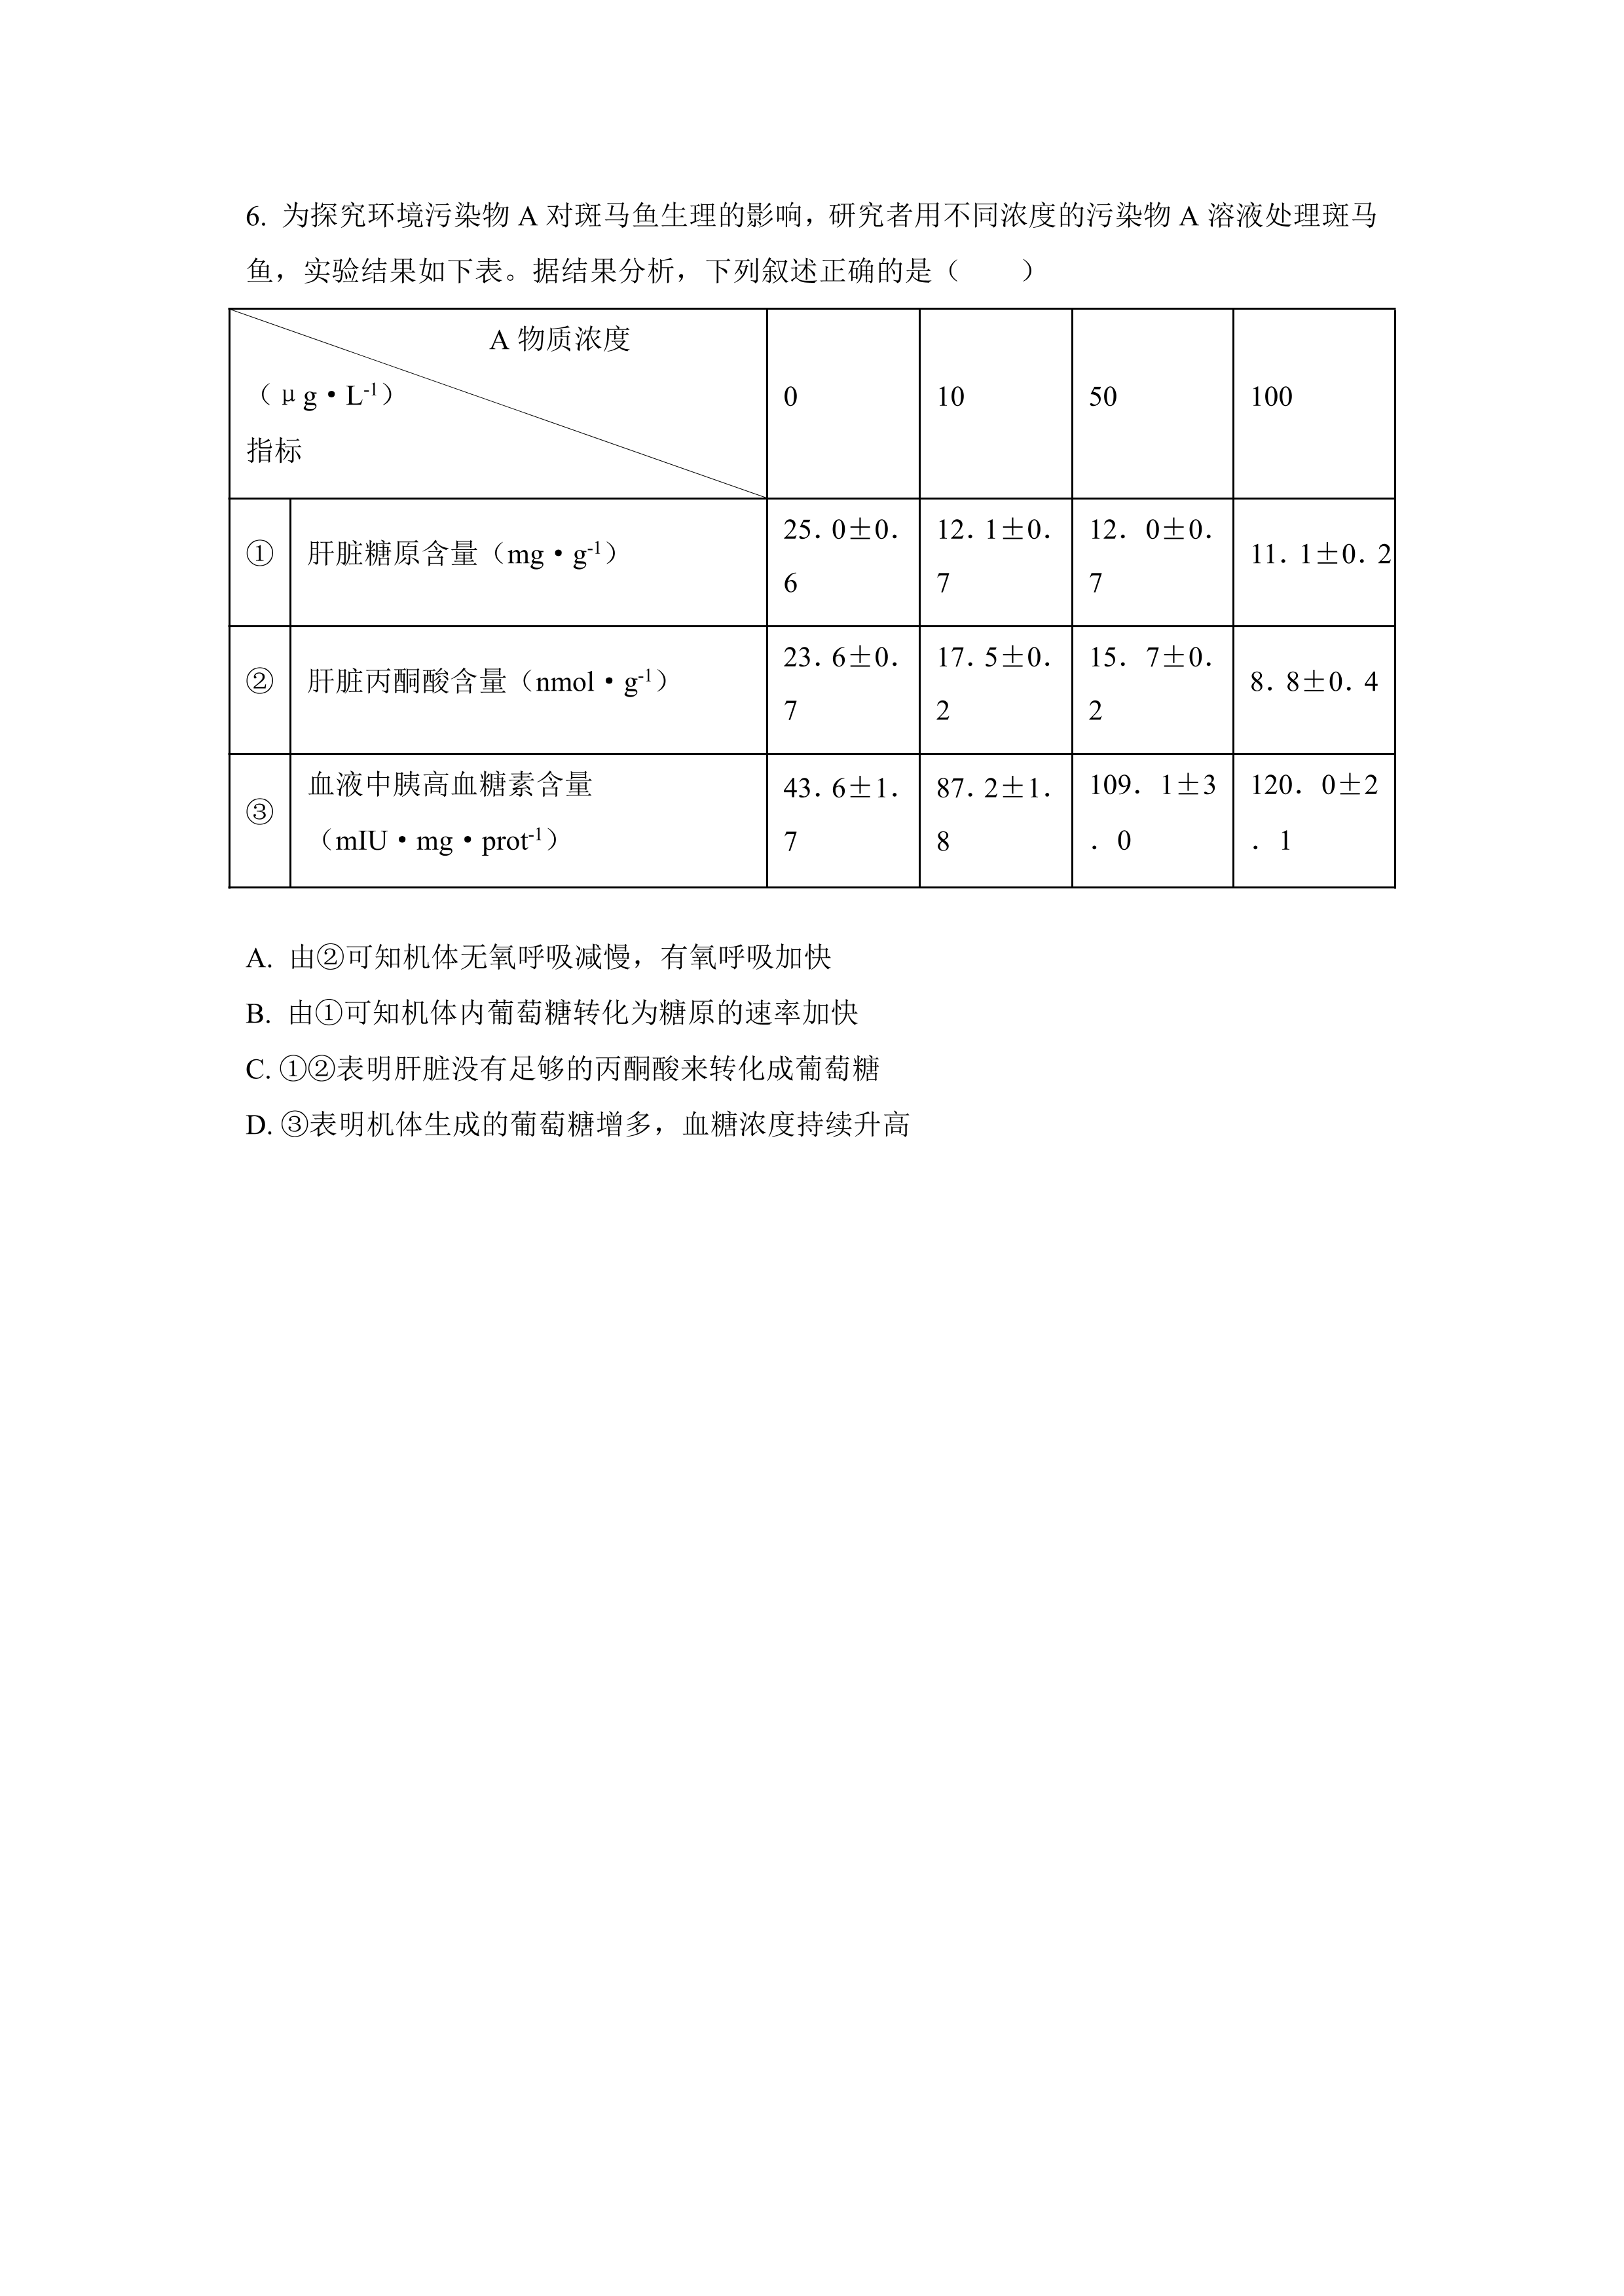 6. 为探究环境污染物 A 对斑马鱼生理的影响，研究者用不同浓度的污染物 A 溶液处理斑马
鱼，实验结果如下表。据结果分析，下列叙述正确的是（　　）
A 物质浓度
（μg·L-1）
指标
0
10
50
100
①
肝脏糖原含量（mg·g-1）
25．0±0．
6
12．1±0．
7
12．0±0．
7
11．1±0．2
②
肝脏丙酮酸含量（nmol·g-1）
23．6±0．
7
17．5±0．
2
15．7±0．
2
8．8±0．4
③
血液中胰高血糖素含量
（mIU·mg·prot-1）
43．6±1．
7
87．2±1．
8
109．1±3
．0
120．0±2
．1
A. 由②可知机体无氧呼吸减慢，有氧呼吸加快
B. 由①可知机体内葡萄糖转化为糖原的速率加快
C. ①②表明肝脏没有足够的丙酮酸来转化成葡萄糖
D. ③表明机体生成的葡萄糖增多，血糖浓度持续升高